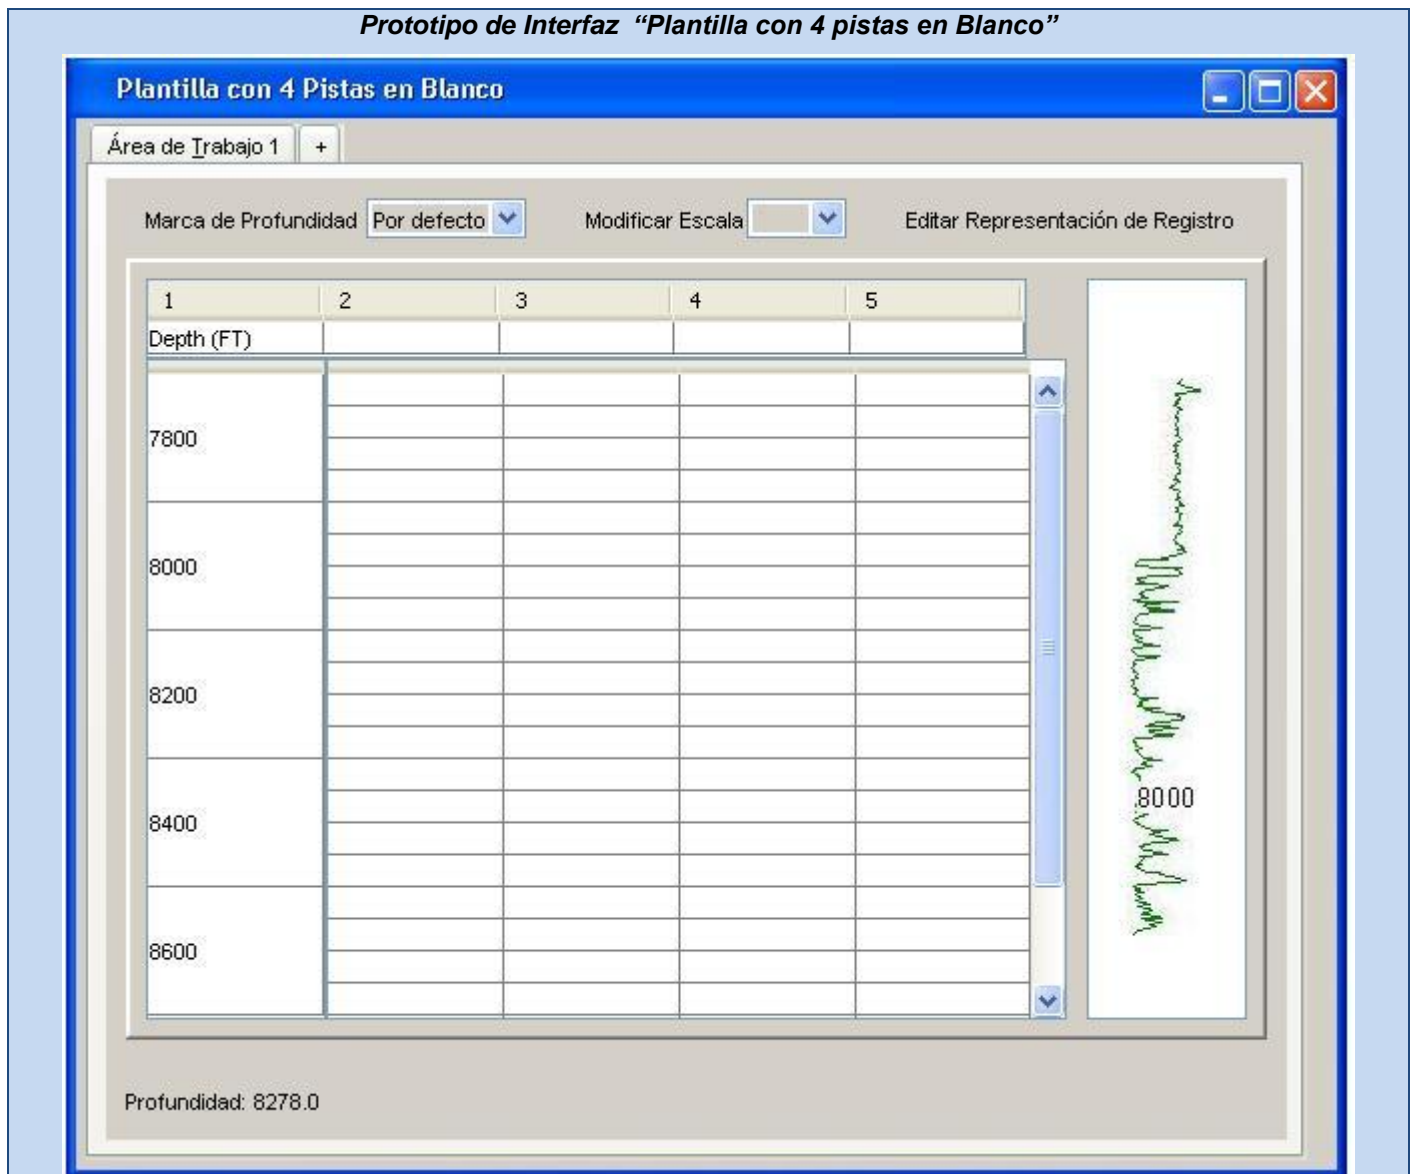 Prototipo de Interfaz “Plantilla con 4 pistas en Blanco”
Plantilla con 4 Pistas en Blanco
Área de Trabajo 1 +
Marca de Profundidad Por defecto Modificar Escala Editar Representación de Registro
1 2 3 4 5
Depth (FT)
7800
8000
8200
8400
8600
8000
Profundidad: 8278.0